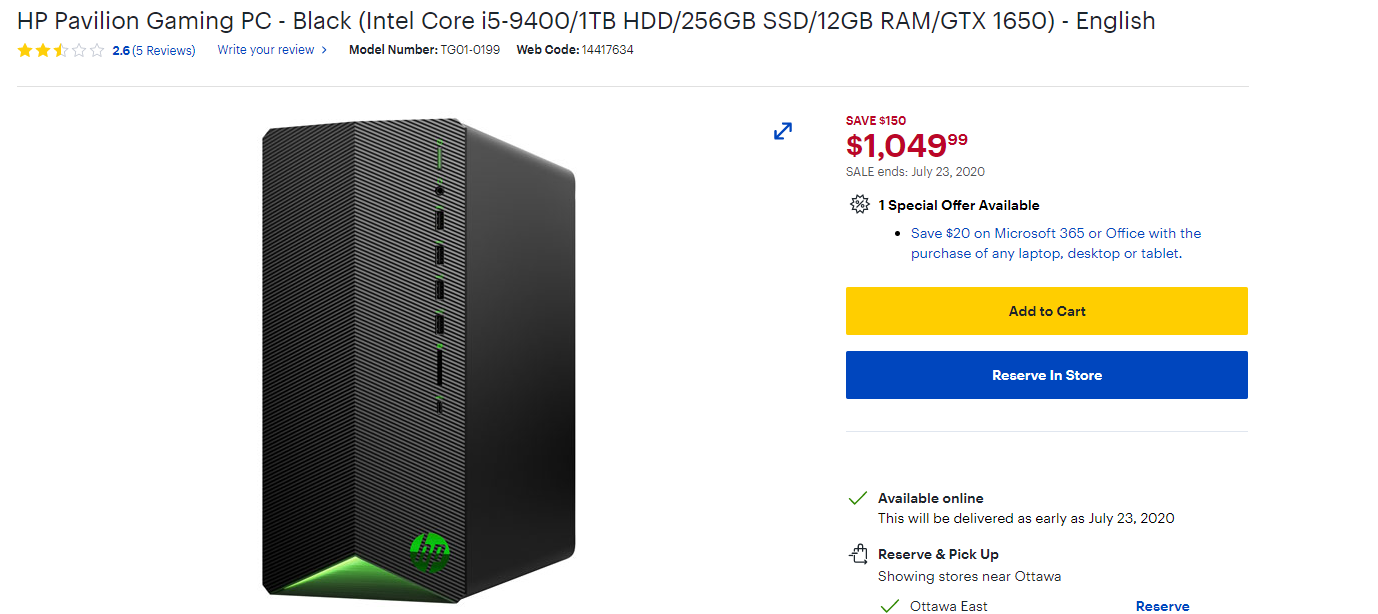 HP Pavilion Gaming PC - Black (Intel Core i5-9400/1TB HDD/256GB SSD/12GB RAM/GTX 1650) - English
2.6 (5 Reviews) Write your review Model Number: TG01-0199 Web Code: 14417634
SAVE $150
$1,04999
SALE ends: July 23, 2020
1 Special Offer Available
Save $20 on Microsoft 365 or Office with the
purchase of any laptop, desktop or tablet.
Add to Cart
Reserve In Store
Available online
This will be delivered as early as July 23, 2020
Reserve & Pick Up
Showing stores near Ottawa
Ottawa East Reserve
hp